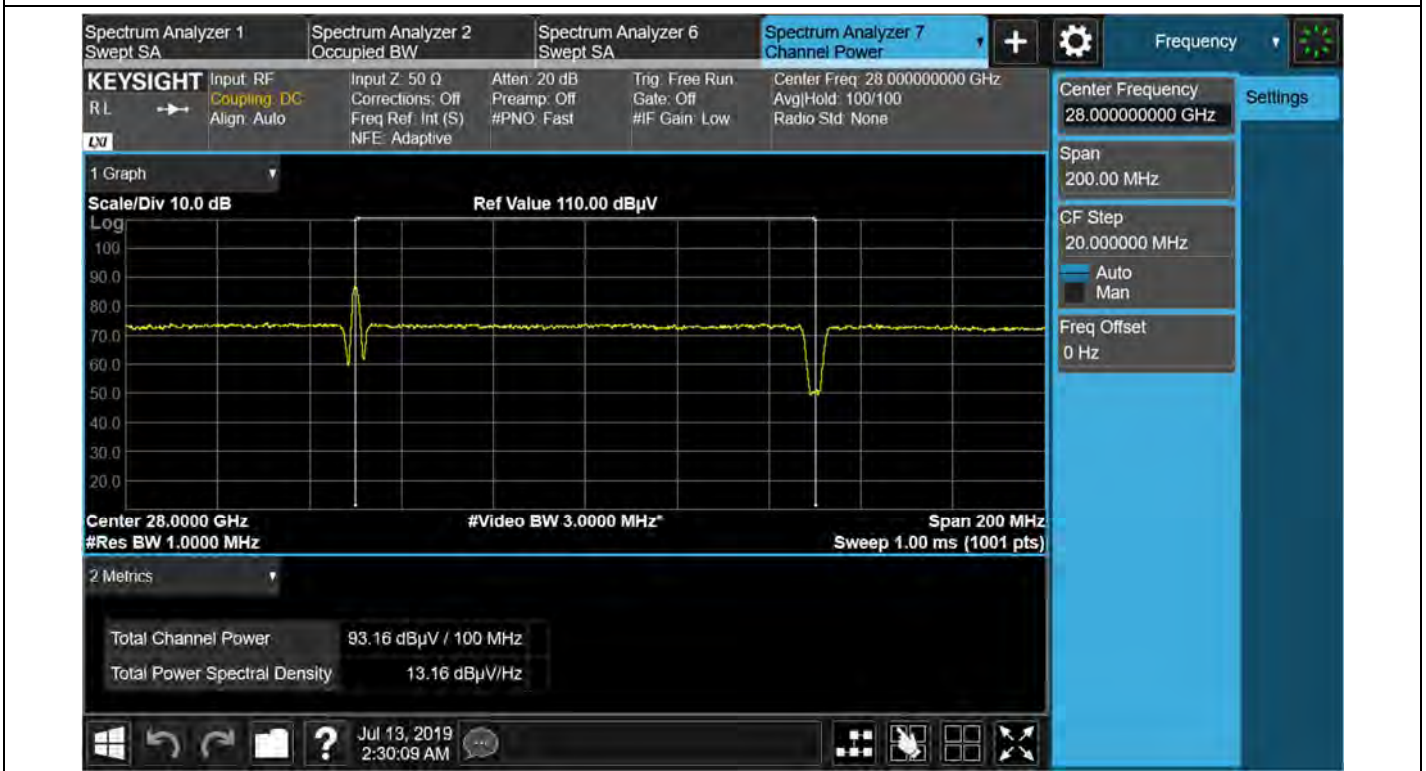 Spectrum Analyzer 1
Swept SA
Spectrum Analyzer 2
Occupied BW
Spectrum Analyzer 6
Swept SA
Spectrum Analyzer 7
Channel Power
Frequency
KEYSIGHT
RL
LXI
Input: RF
Coupling: DC
Align: Auto
Input Z: 50 Ω
Corrections: Off
Freq Ref: Int (S)
NFE: Adaptive
Atten: 20 dB
Preamp: Off
#PNO: Fast
Trig: Free Run
Gate: Off
#IF Gain: Low
Center Freq: 28.000000000 GHz
Avg|Hold: 100/100
Radio Std: None
Center Frequency
28.000000000 GHz
Settings
Span
200.00 MHz
CF Step
20.000000 MHz
Auto
Man
Freq Offset
0 Hz
1 Graph
Scale/Div 10.0 dB
Ref Value 110.00 dBµV
Log
100
90.0
80.0
70.0
60.0
50.0
40.0
30.0
20.0
Center 28.0000 GHz
#Video BW 3.0000 MHz*
Span 200 MHz
#Res BW 1.0000 MHz
Sweep 1.00 ms (1001 pts)
2 Metrics
Total Channel Power 93.16 dBµV / 100 MHz
Total Power Spectral Density 13.16 dBµV/Hz
?
Jul 13, 2019
2:30:09 AM